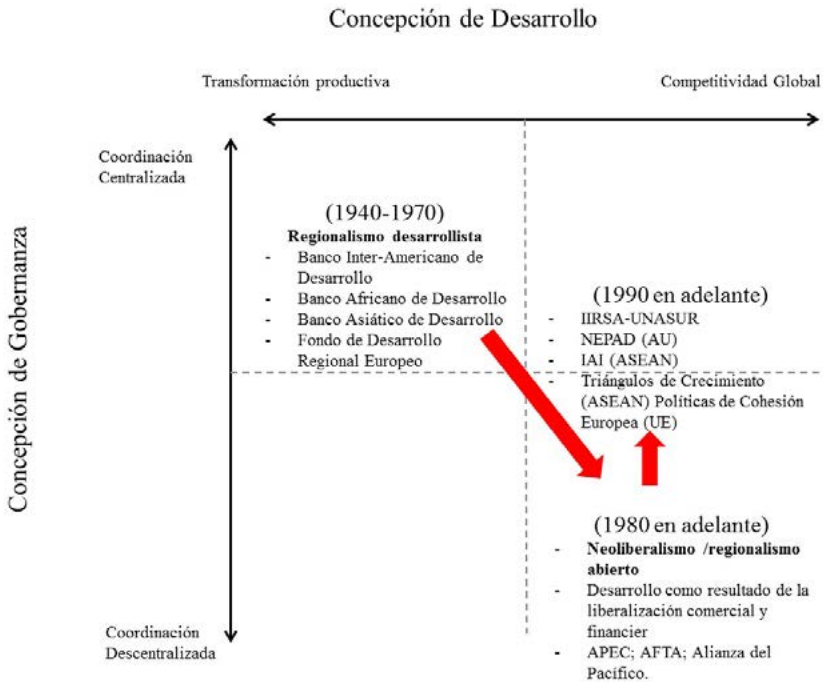 Concepción de Desarrollo
Transformación productiva
Competitividad Global
Coordinación
Centralizada
Concepción de Gobernanza
(1940-1970)
Regionalismo desarrollista
- Banco Inter-Americano de
Desarrollo
- Banco Africano de Desarrollo
- Banco Asiático de Desarrollo
- Fondo de Desarrollo
Regional Europeo
(1990 en adelante)
- IIRSA-UNASUR
- NEPAD (AU)
- IAI (ASEAN)
- Triángulos de Crecimiento
(ASEAN) Políticas de Cohesión
Europea (UE)
(1980 en adelante)
- Neoliberalismo /regionalismo
abierto
- Desarrollo como resultado de la
liberalización comercial y
financier
- APEC; AFTA; Alianza del
Pacífico.
Coordinación
Descentralizada